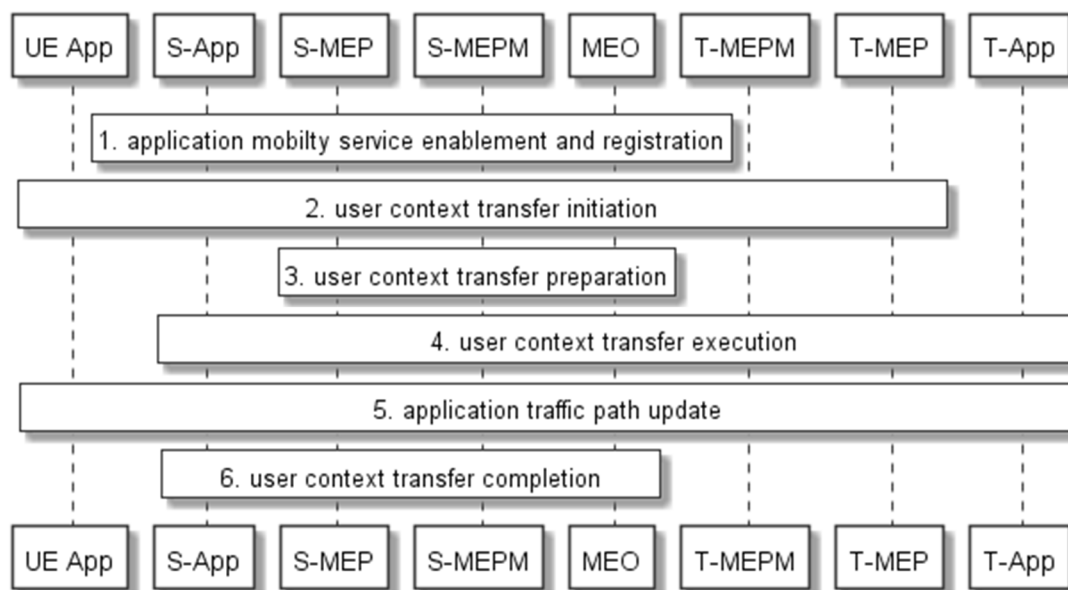 UE App S-App S-MEP S-MEPM MEO T-MEPM T-MEP T-App
1. application mobilty service enablement and registration
2. user context transfer initiation
3. user context transfer preparation
4. user context transfer execution
5. application traffic path update
6. user context transfer completion
UE App S-App S-MEP S-MEPM MEO T-MEPM T-MEP T-App